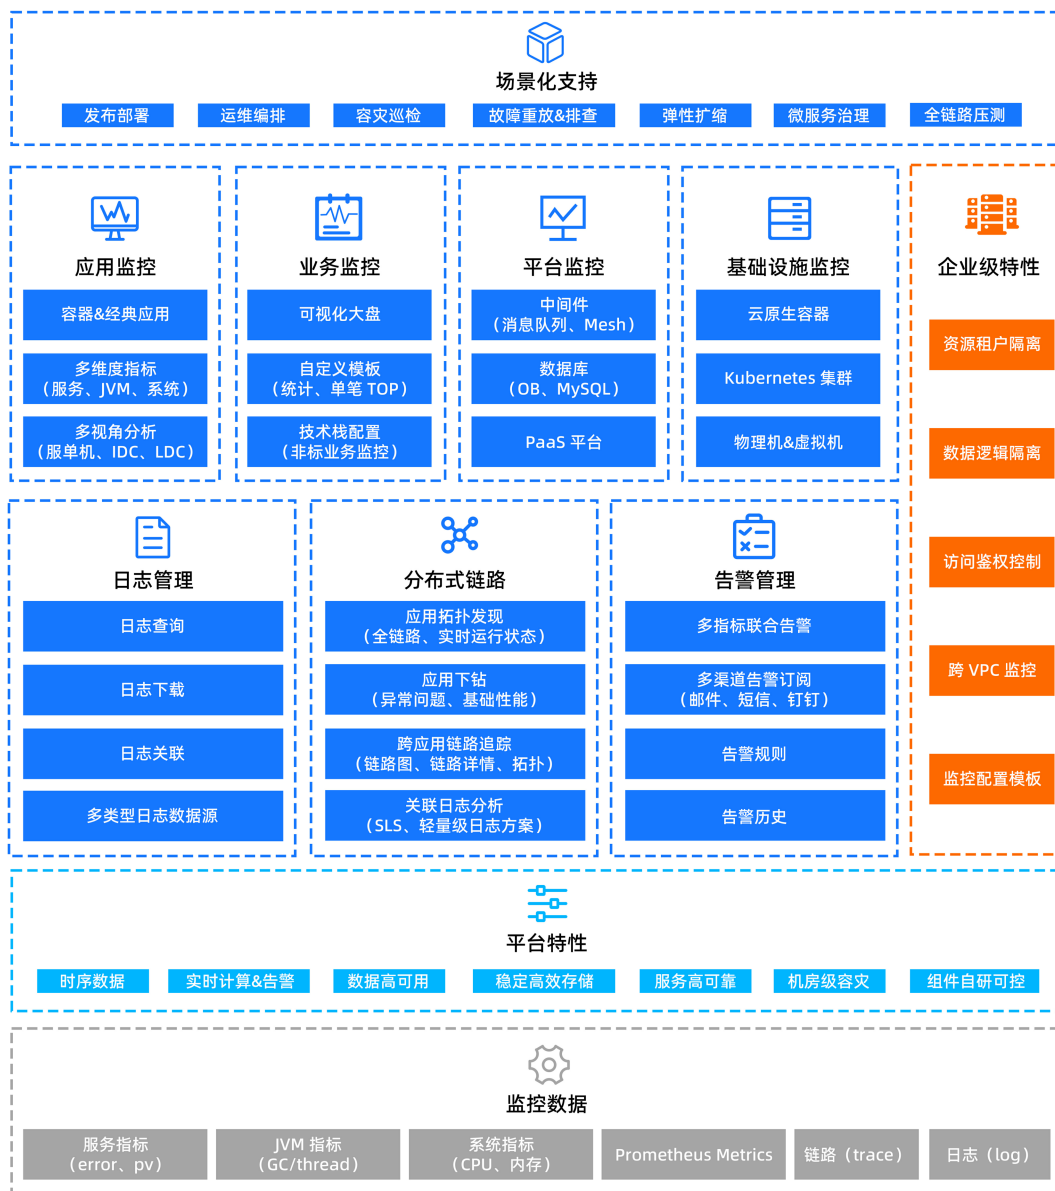 场景化支持
发布部署
运维编排
容灾巡检
故障重放&排查
弹性扩缩
微服务治理
全链路压测
应用监控
容器&经典应用
多维度指标
（服务、JVM、系统）
多视角分析
（服单机、IDC、LDC）
业务监控
可视化大盘
自定义模板
（统计、单笔 TOP）
技术栈配置
（非标业务监控）
平台监控
中间件
（消息队列、Mesh）
数据库
（OB、MySQL）
PaaS 平台
基础设施监控
云原生容器
Kubernetes 集群
物理机&虚拟机
企业级特性
资源租户隔离
数据逻辑隔离
访问鉴权控制
跨 VPC 监控
监控配置模板
日志管理
日志查询
日志下载
日志关联
多类型日志数据源
分布式链路
应用拓扑发现
（全链路、实时运行状态）
应用下钻
（异常问题、基础性能）
跨应用链路追踪
（链路图、链路详情、拓扑）
关联日志分析
（SLS、轻量级日志方案）
告警管理
多指标联合告警
多渠道告警订阅
（邮件、短信、钉钉）
告警规则
告警历史
平台特性
时序数据
实时计算&告警
数据高可用
稳定高效存储
服务高可靠
机房级容灾
组件自研可控
监控数据
服务指标
（error、pv）
JVM 指标
（GC/thread）
系统指标
（CPU、内存）
Prometheus Metrics
链路（trace）
日志（log）